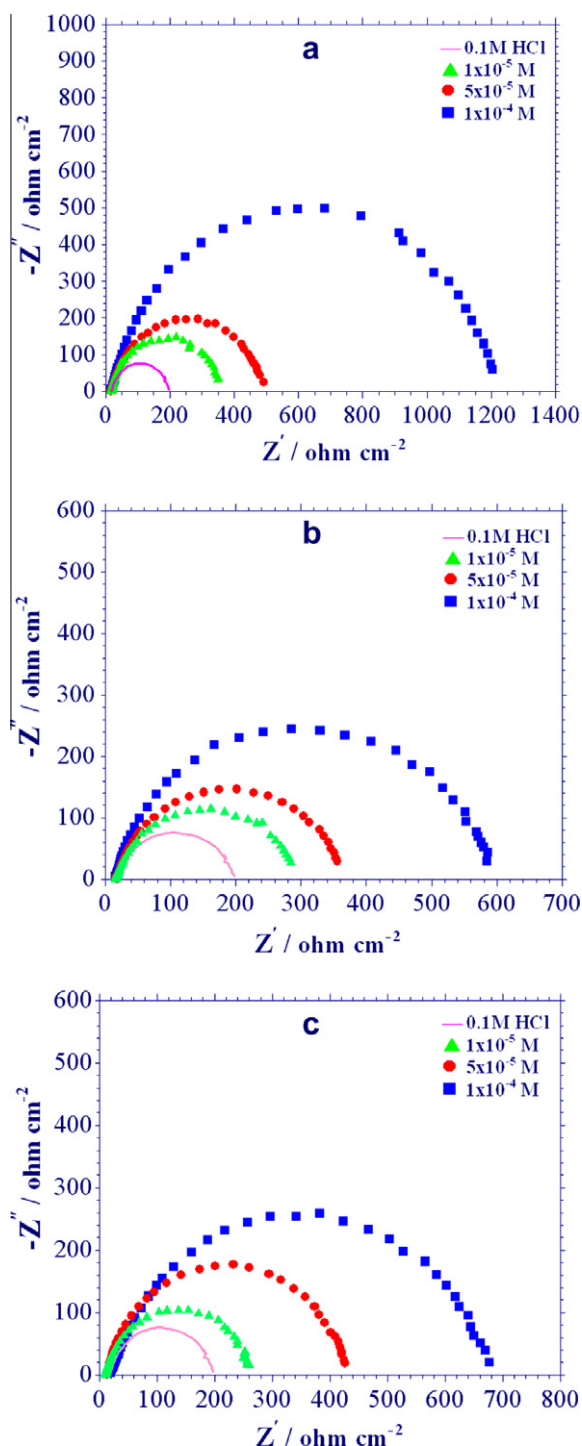 a
0.1M HCl
1x10⁻⁵ M
5x10⁻⁵ M
1x10⁻⁴ M
1000
900
800
700
600
500
400
300
200
100
0
-Z'' / ohm cm⁻²
0 200 400 600 800 1000 1200 1400
Z' / ohm cm⁻²
b
0.1M HCl
1x10⁻⁵ M
5x10⁻⁵ M
1x10⁻⁴ M
600
500
400
300
200
100
0
-Z'' / ohm cm⁻²
0 100 200 300 400 500 600 700
Z' / ohm cm⁻²
c
0.1M HCl
1x10⁻⁵ M
5x10⁻⁵ M
1x10⁻⁴ M
600
500
400
300
200
100
0
-Z'' / ohm cm⁻²
0 100 200 300 400 500 600 700 800
Z' / ohm cm⁻²